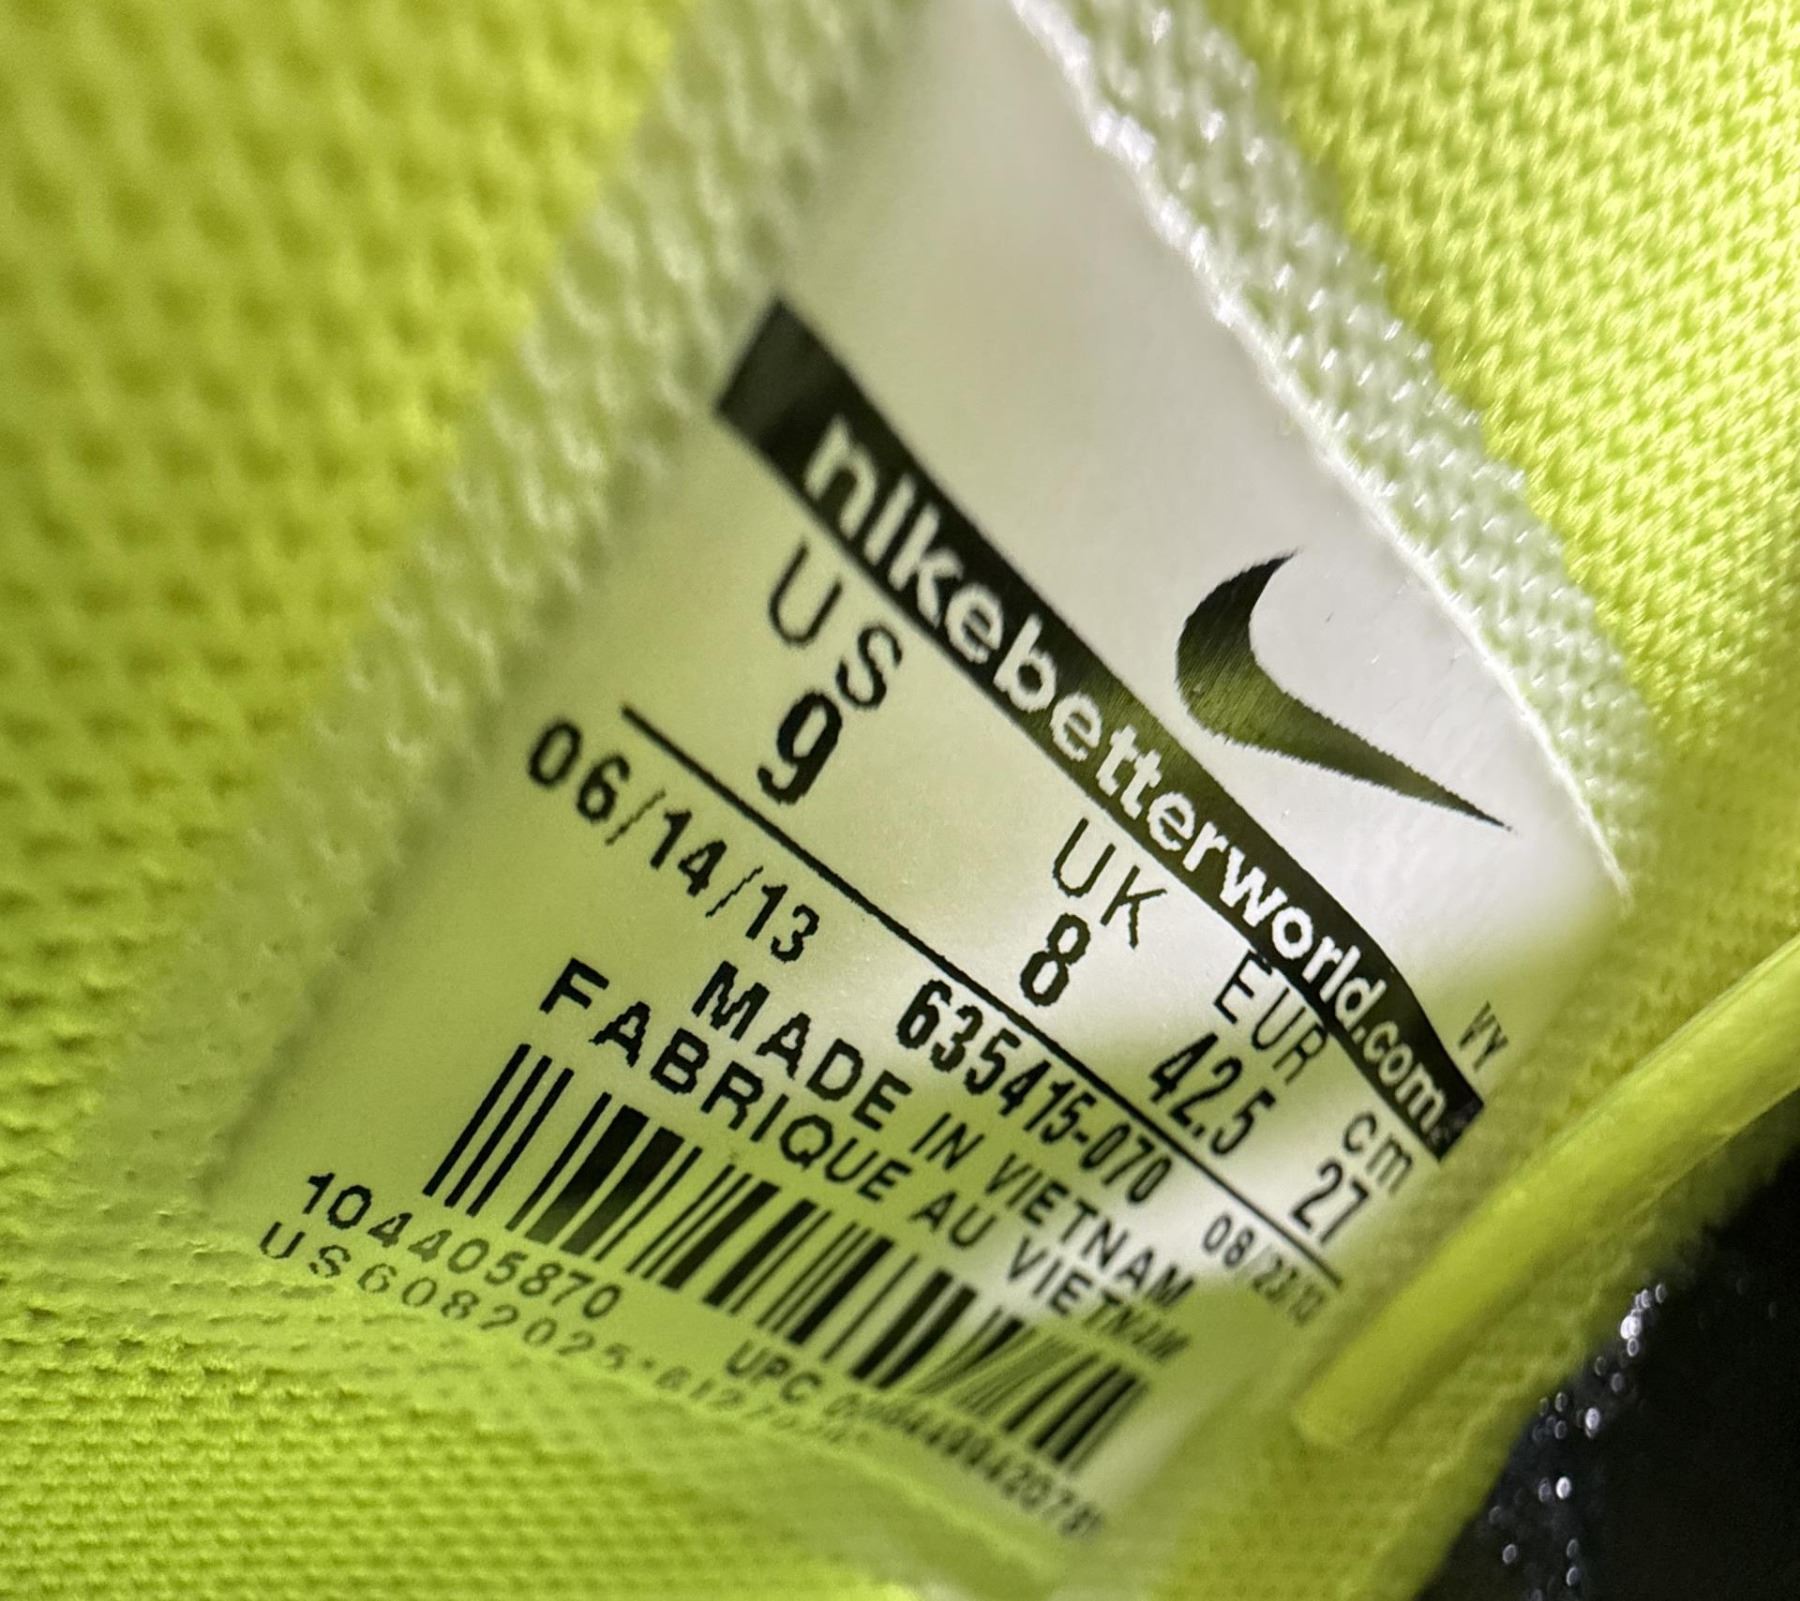 nikebetterworld.com
VY
US UK EUR cm
9 8 42.5 27
06/14/13 635415-070 08/23/13
MADE IN VIETNAM
FABRIQUE AU VIETNAM
104405870 UPC